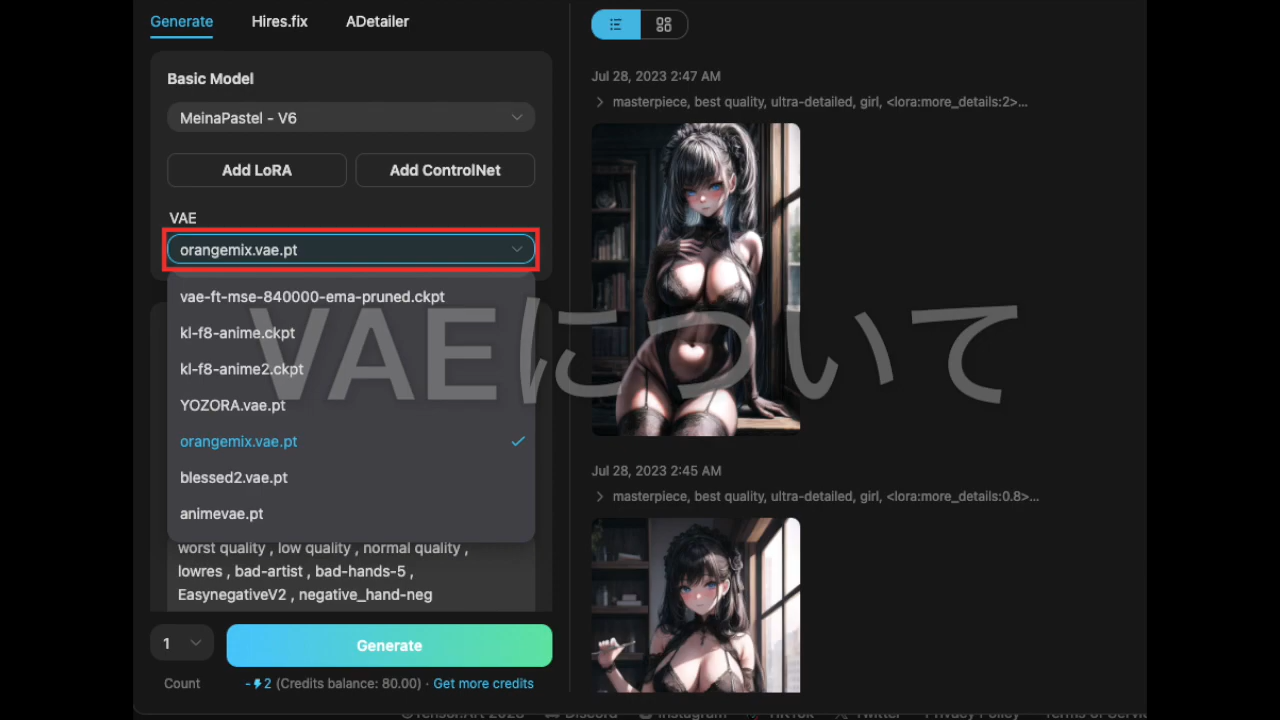 Generate
Hires.fix
ADetailer
Basic Model
MeinaPastel - V6
Add LoRA
Add ControlNet
VAE
orangemix.vae.pt
vae-ft-mse-840000-ema-pruned.ckpt
kl-f8-anime.ckpt
kl-f8-anime2.ckpt
YOZORA.vae.pt
orangemix.vae.pt
blessed2.vae.pt
animevae.pt
worst quality , low quality , normal quality ,
lowres , bad-artist , bad-hands-5 ,
EasynegativeV2 , negative_hand-neg
1
Generate
Count
- 2 (Credits balance: 80.00) · Get more credits
Jul 28, 2023 2:47 AM
masterpiece, best quality, ultra-detailed, girl, <lora:more_details:2>...
Jul 28, 2023 2:45 AM
masterpiece, best quality, ultra-detailed, girl, <lora:more_details:0.8>...
VAEについて